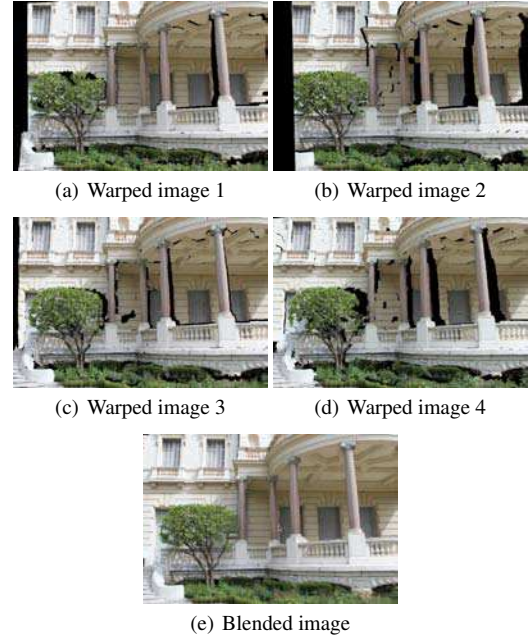 (a) Warped image 1
(b) Warped image 2
(c) Warped image 3
(d) Warped image 4
(e) Blended image